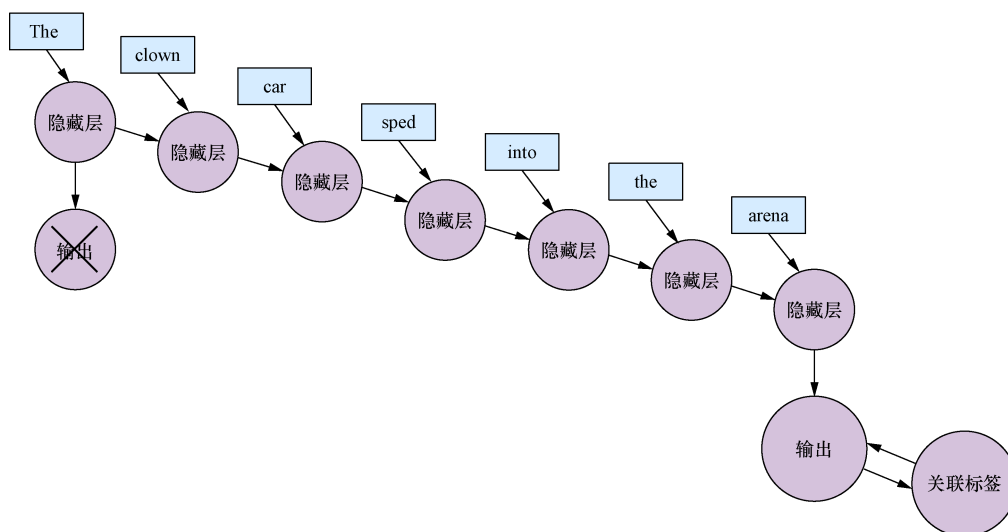 The
clown
car
sped
into
the
arena
隐藏层
隐藏层
隐藏层
隐藏层
隐藏层
隐藏层
隐藏层
输出
输出
关联标签